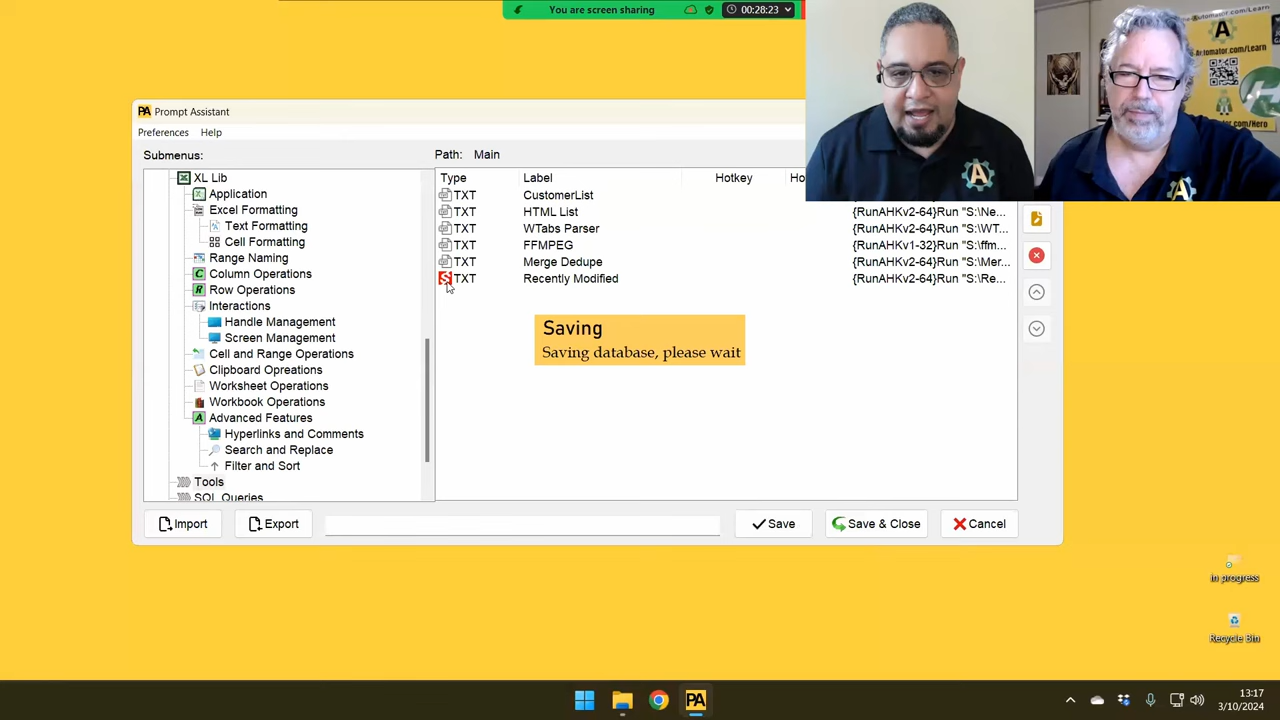 You are screen sharing
00:28:23
PA Prompt Assistant
Preferences Help
Submenus:
Path: Main
XL Lib
Application
Excel Formatting
Text Formatting
Cell Formatting
Range Naming
Column Operations
Row Operations
Interactions
Handle Management
Screen Management
Cell and Range Operations
Clipboard Opreations
Worksheet Operations
Workbook Operations
Advanced Features
Hyperlinks and Comments
Search and Replace
Filter and Sort
Tools
SQL Queries
Type Label Hotkey Ho
TXT CustomerList
TXT HTML List {RunAHKv2-64}Run "S:\Ne...
TXT WTabs Parser {RunAHKv2-64}Run "S:\WT...
TXT FFMPEG {RunAHKv1-32}Run "S:\ffm...
TXT Merge Dedupe {RunAHKv2-64}Run "S:\Mer...
TXT Recently Modified {RunAHKv2-64}Run "S:\Re...
Saving
Saving database, please wait
Import
Export
Save
Save & Close
Cancel
In progress
Recycle Bin
PA
13:17
3/10/2024